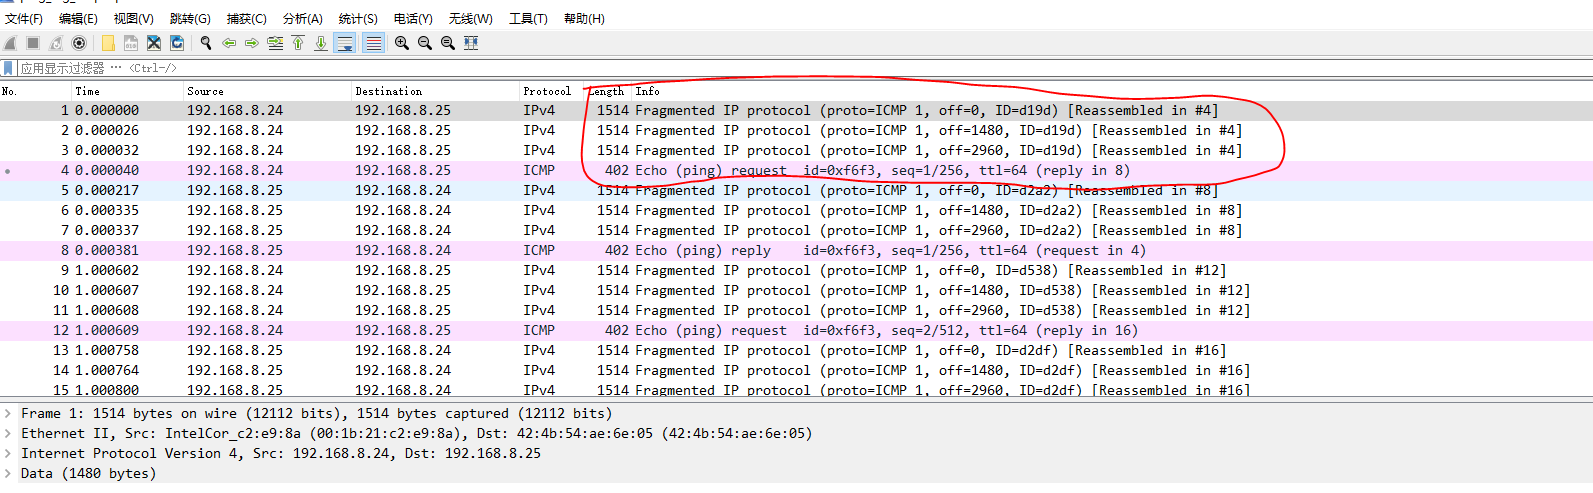 文件(F) 编辑(E) 视图(V) 跳转(G) 捕获(C) 分析(A) 统计(S) 电话(Y) 无线(W) 工具(T) 帮助(H)
应用显示过滤器 … <Ctrl-/>
No. Time Source Destination Protocol Length Info
1 0.000000 192.168.8.24 192.168.8.25 IPv4 1514 Fragmented IP protocol (proto=ICMP 1, off=0, ID=d19d) [Reassembled in #4]
2 0.000026 192.168.8.24 192.168.8.25 IPv4 1514 Fragmented IP protocol (proto=ICMP 1, off=1480, ID=d19d) [Reassembled in #4]
3 0.000032 192.168.8.24 192.168.8.25 IPv4 1514 Fragmented IP protocol (proto=ICMP 1, off=2960, ID=d19d) [Reassembled in #4]
4 0.000040 192.168.8.24 192.168.8.25 ICMP 402 Echo (ping) request id=0xf6f3, seq=1/256, ttl=64 (reply in 8)
5 0.000217 192.168.8.25 192.168.8.24 IPv4 1514 Fragmented IP protocol (proto=ICMP 1, off=0, ID=d2a2) [Reassembled in #8]
6 0.000335 192.168.8.25 192.168.8.24 IPv4 1514 Fragmented IP protocol (proto=ICMP 1, off=1480, ID=d2a2) [Reassembled in #8]
7 0.000337 192.168.8.25 192.168.8.24 IPv4 1514 Fragmented IP protocol (proto=ICMP 1, off=2960, ID=d2a2) [Reassembled in #8]
8 0.000381 192.168.8.25 192.168.8.24 ICMP 402 Echo (ping) reply id=0xf6f3, seq=1/256, ttl=64 (request in 4)
9 1.000602 192.168.8.24 192.168.8.25 IPv4 1514 Fragmented IP protocol (proto=ICMP 1, off=0, ID=d538) [Reassembled in #12]
10 1.000607 192.168.8.24 192.168.8.25 IPv4 1514 Fragmented IP protocol (proto=ICMP 1, off=1480, ID=d538) [Reassembled in #12]
11 1.000608 192.168.8.24 192.168.8.25 IPv4 1514 Fragmented IP protocol (proto=ICMP 1, off=2960, ID=d538) [Reassembled in #12]
12 1.000609 192.168.8.24 192.168.8.25 ICMP 402 Echo (ping) request id=0xf6f3, seq=2/512, ttl=64 (reply in 16)
13 1.000758 192.168.8.25 192.168.8.24 IPv4 1514 Fragmented IP protocol (proto=ICMP 1, off=0, ID=d2df) [Reassembled in #16]
14 1.000764 192.168.8.25 192.168.8.24 IPv4 1514 Fragmented IP protocol (proto=ICMP 1, off=1480, ID=d2df) [Reassembled in #16]
15 1.000800 192.168.8.25 192.168.8.24 IPv4 1514 Fragmented IP protocol (proto=ICMP 1, off=2960, ID=d2df) [Reassembled in #16]
Frame 1: 1514 bytes on wire (12112 bits), 1514 bytes captured (12112 bits)
Ethernet II, Src: IntelCor_c2:e9:8a (00:1b:21:c2:e9:8a), Dst: 42:4b:54:ae:6e:05 (42:4b:54:ae:6e:05)
Internet Protocol Version 4, Src: 192.168.8.24, Dst: 192.168.8.25
Data (1480 bytes)